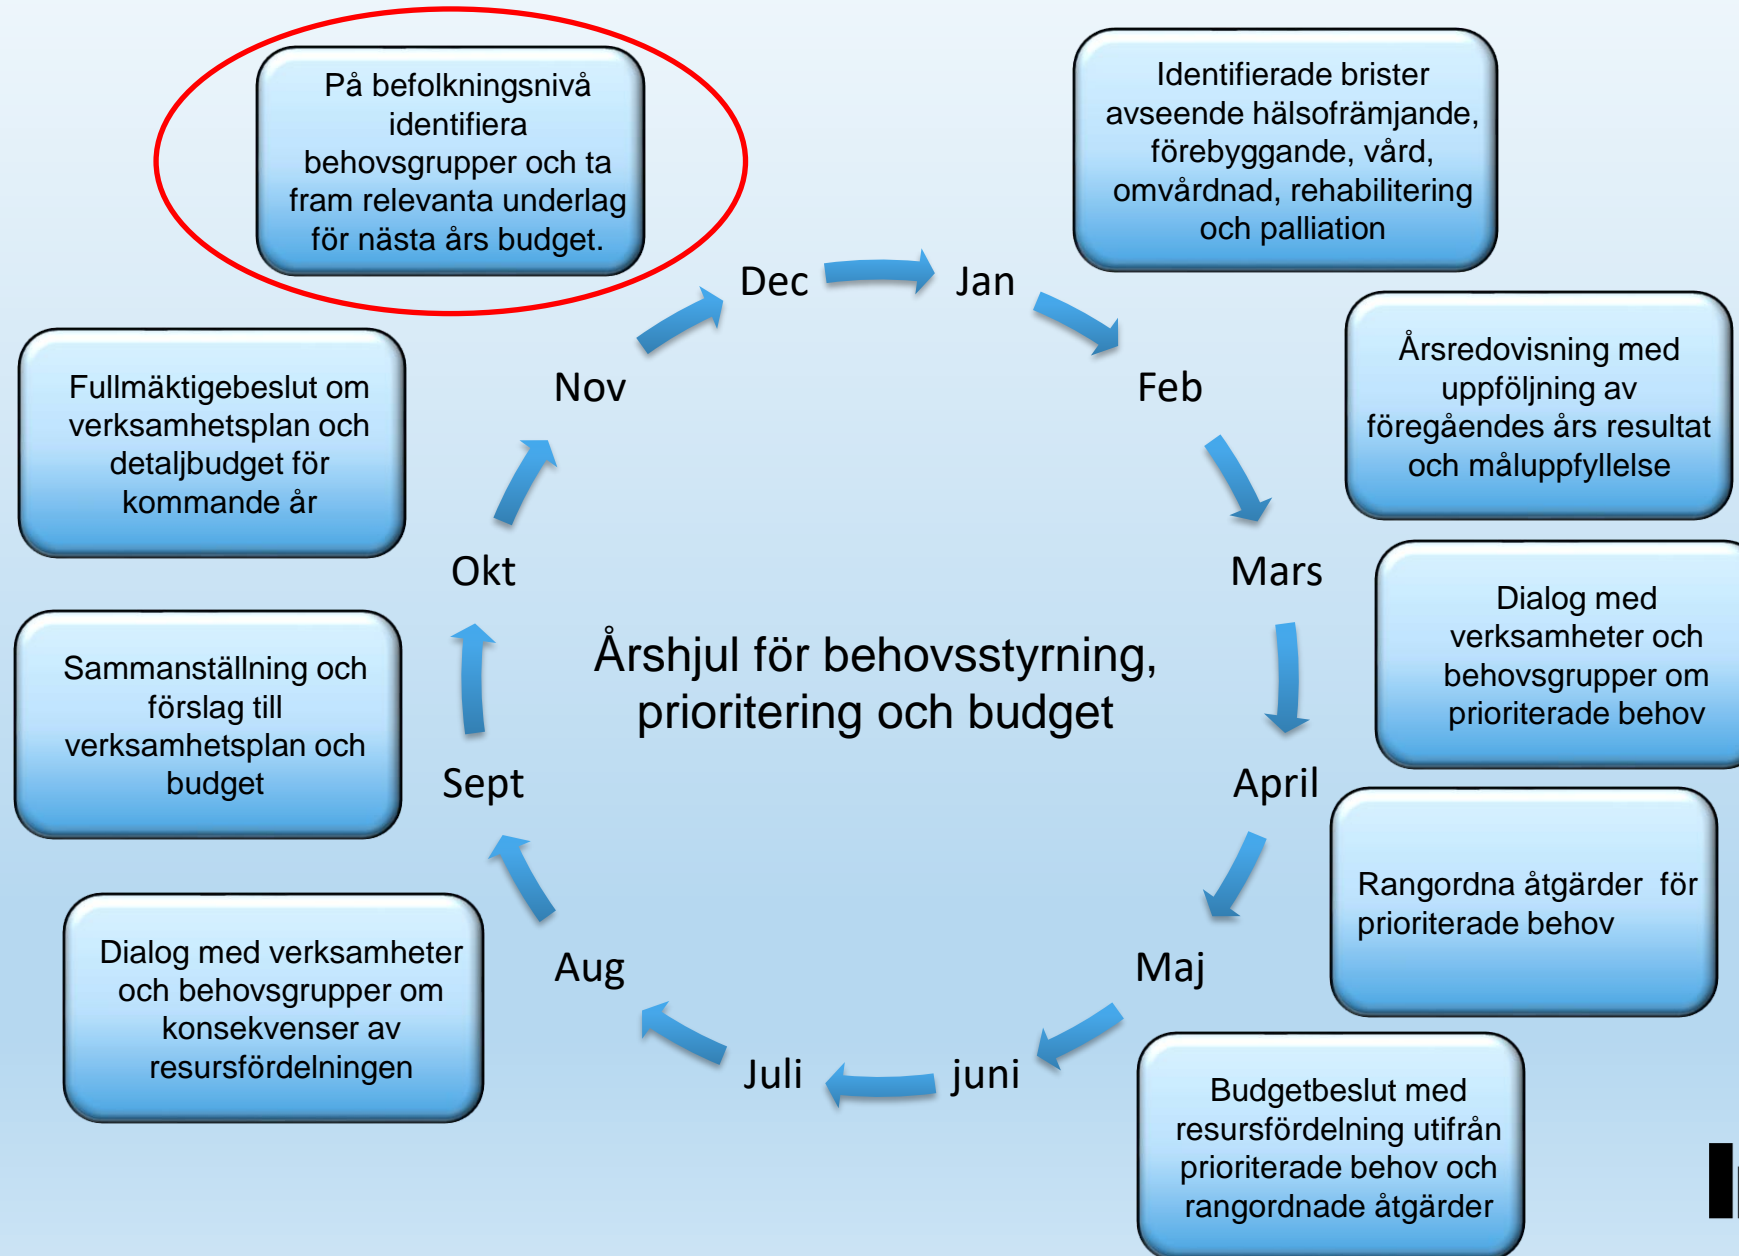 På befolkningsnivå
identifiera
behovsgrupper och ta
fram relevanta underlag
för nästa års budget.
Identifierade brister
avseende hälsofrämjande,
förebyggande, vård,
omvårdnad, rehabilitering
och palliation
Dec
Jan
Årsredovisning med
uppföljning av
föregåendes års resultat
och måluppfyllelse
Fullmäktigebeslut om
verksamhetsplan och
detaljbudget för
kommande år
Nov
Feb
Okt
Mars
Dialog med
verksamheter och
behovsgrupper om
prioriterade behov
Årshjul för behovsstyrning,
prioritering och budget
Sammanställning och
förslag till
verksamhetsplan och
budget
Sept
April
Rangordna åtgärder  för
prioriterade behov
Dialog med verksamheter
och behovsgrupper om
konsekvenser av
resursfördelningen
Aug
Maj
Juli
juni
Budgetbeslut med
resursfördelning utifrån
prioriterade behov och
rangordnade åtgärder